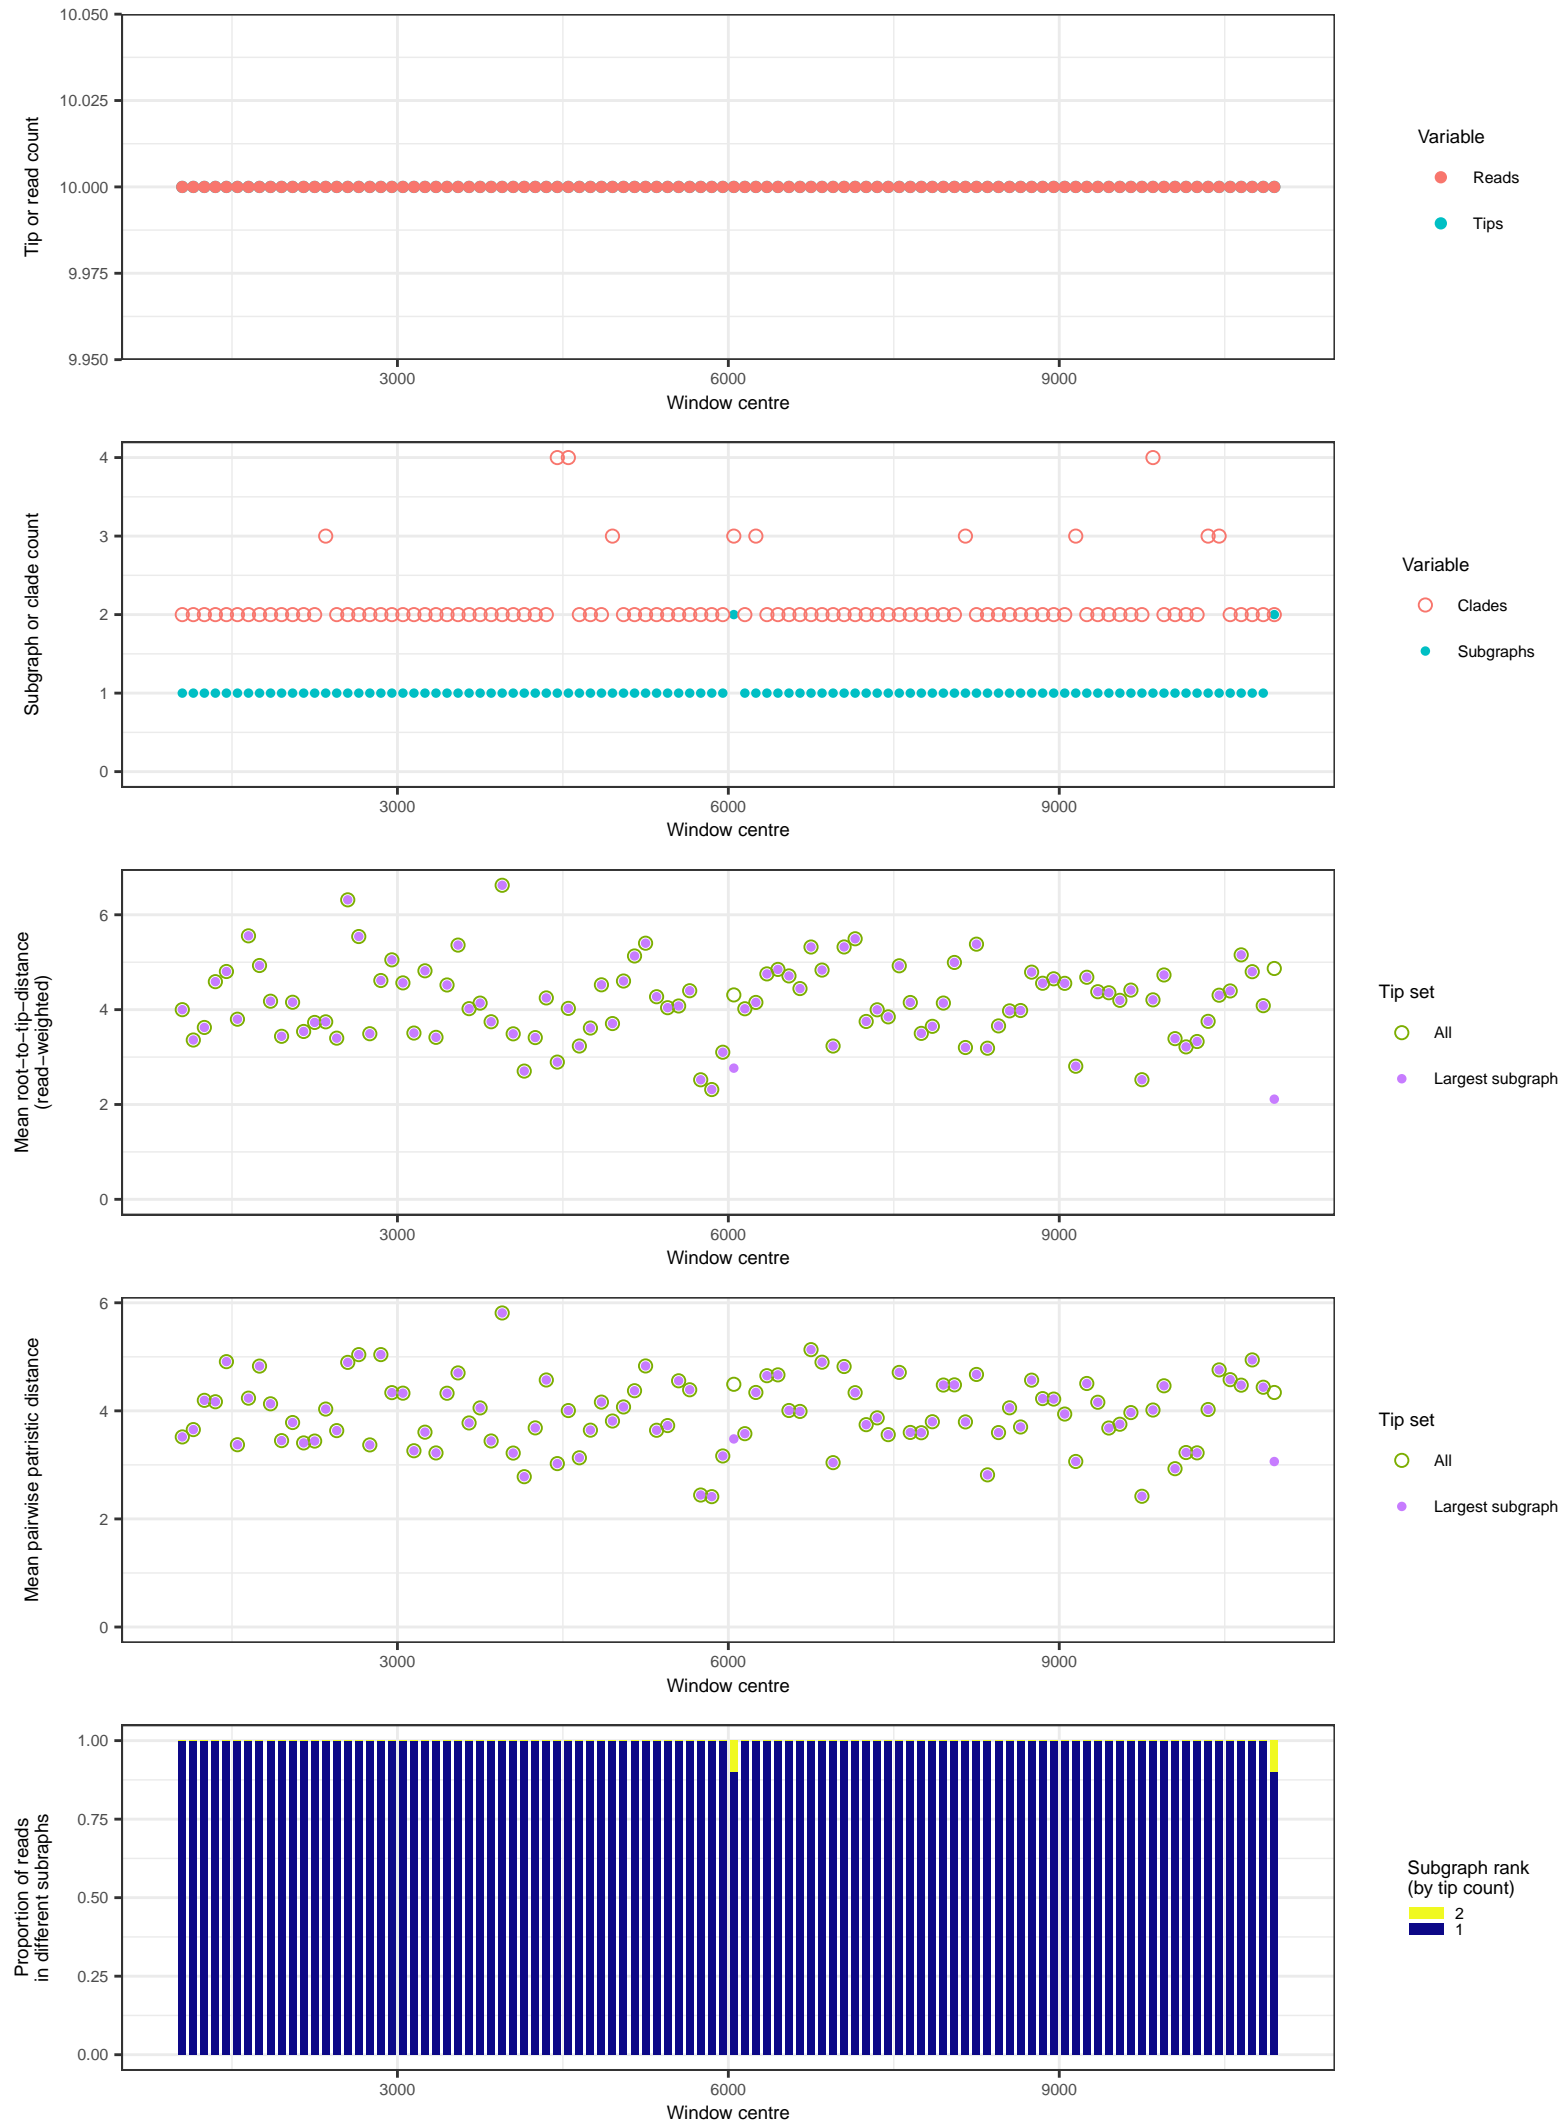 10.050
10.025
10.000
9.975
9.950
Tip or read count
3000 6000 9000
Window centre
Variable
Reads
Tips
4
3
2
1
0
Subgraph or clade count
3000 6000 9000
Window centre
Variable
Clades
Subgraphs
6
4
2
0
Mean root−to−tip−distance
(read−weighted)
3000 6000 9000
Window centre
Tip set
All
Largest subgraph
6
4
2
0
Mean pairwise patristic distance
3000 6000 9000
Window centre
Tip set
All
Largest subgraph
1.00
0.75
0.50
0.25
0.00
Proportion of reads
in different subraphs
3000 6000 9000
Window centre
Subgraph rank
(by tip count)
2
1